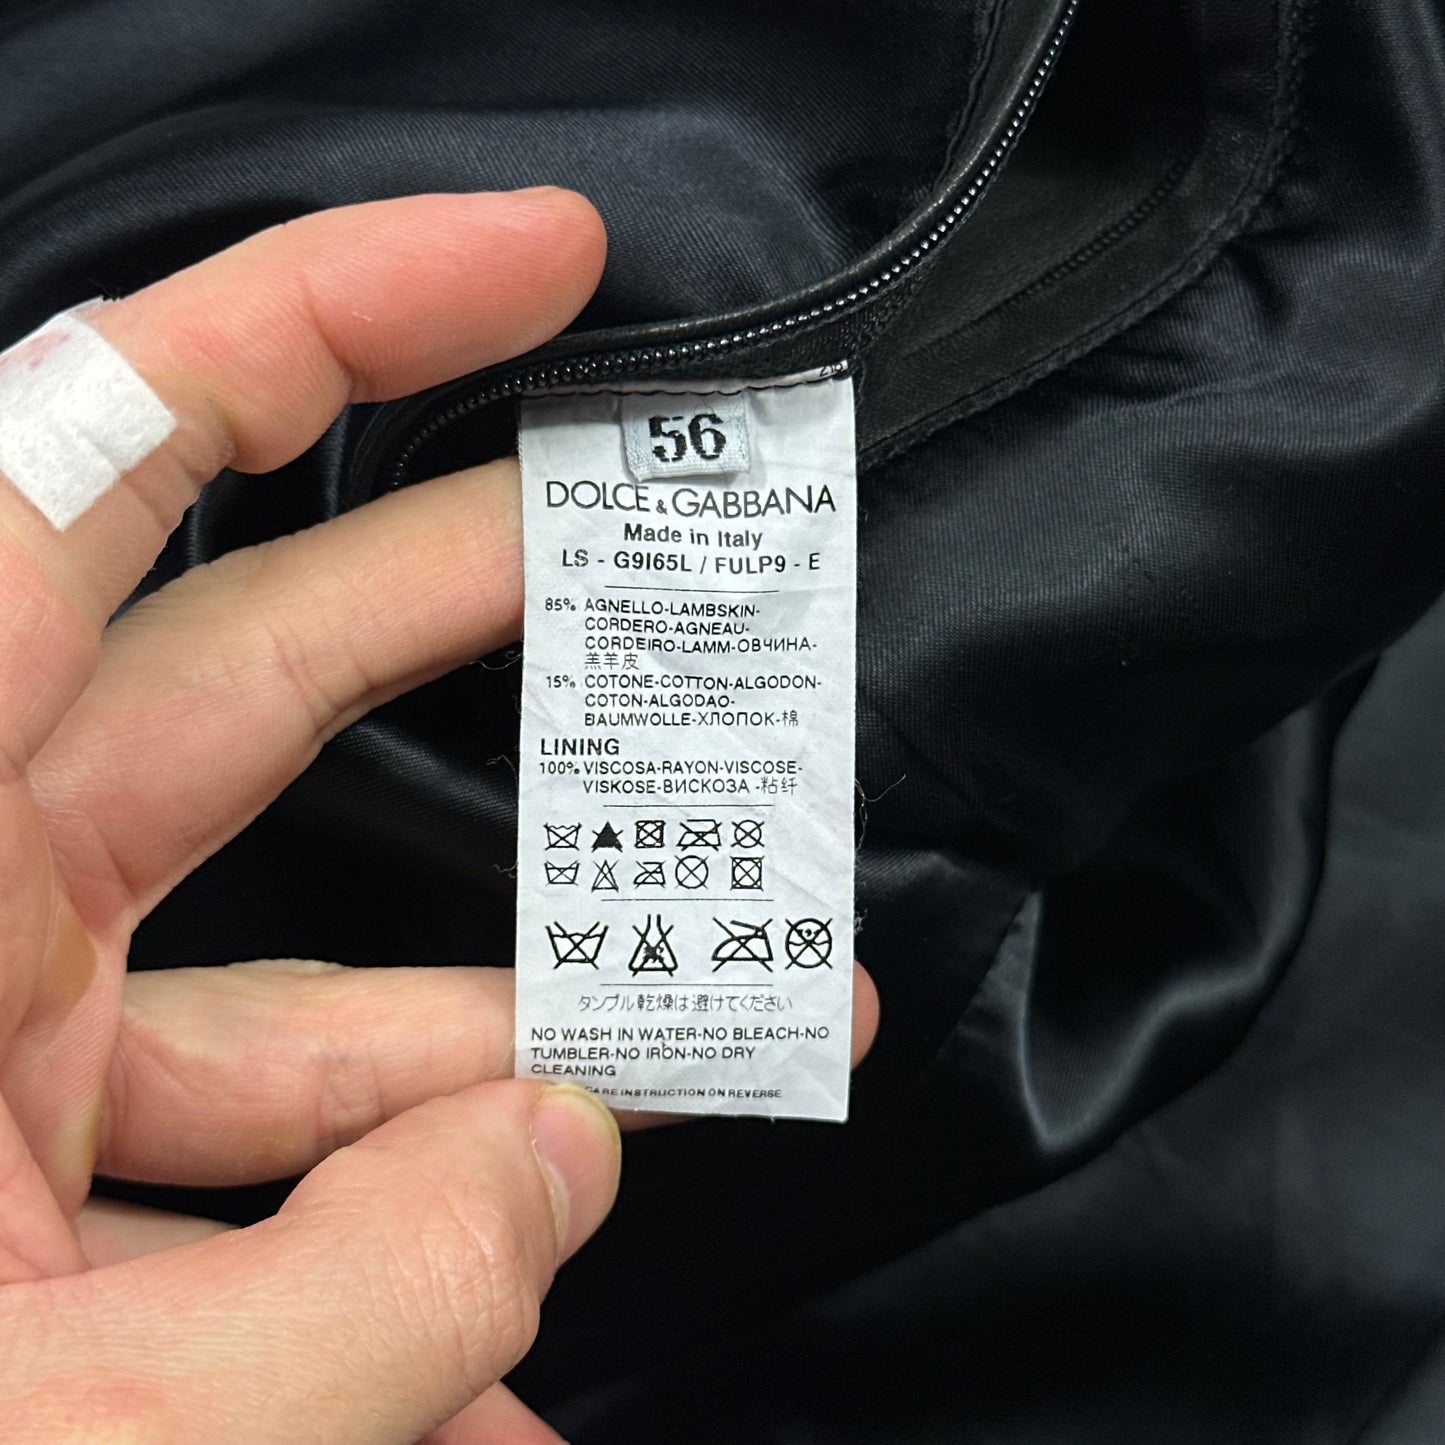 56
DOLCE & GABBANA
Made in Italy
LS - G9I65L / FULP9 - E
85% AGNELLO-LAMBSKIN-
CORDERO-AGNEAU-
CORDEIRO-LAMM-ОВЧИНА-
羔羊皮
15% COTONE-COTTON-ALGODON-
COTON-ALGODAO-
BAUMWOLLE-ХЛОПОК-棉
LINING
100% VISCOSA-RAYON-VISCOSE-
VISKOSE-ВИСКОЗА -粘纤
タンブル乾燥は避けてください
NO WASH IN WATER-NO BLEACH-NO
TUMBLER-NO IRON-NO DRY
CLEANING
CARE INSTRUCTION ON REVERSE